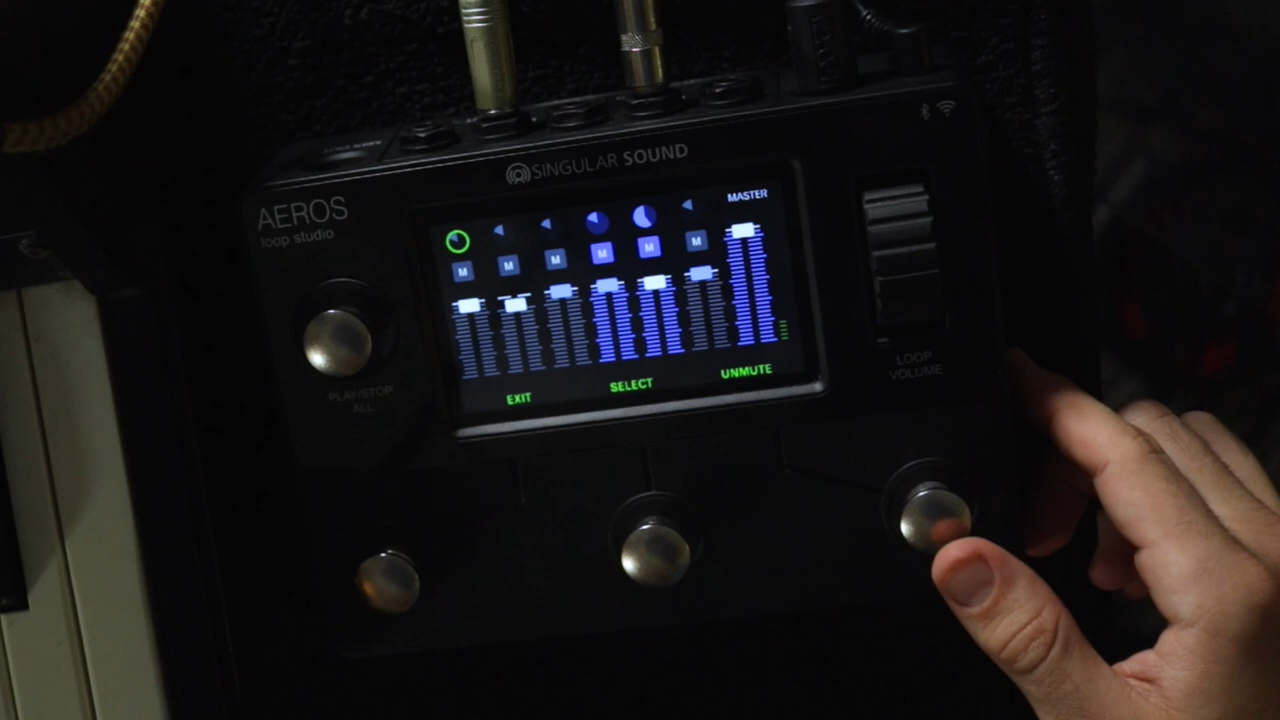 SINGULAR SOUND
AEROS
loop studio
MASTER
M M M M M M
EXIT SELECT UNMUTE
PLAY/STOP
ALL
LOOP
VOLUME